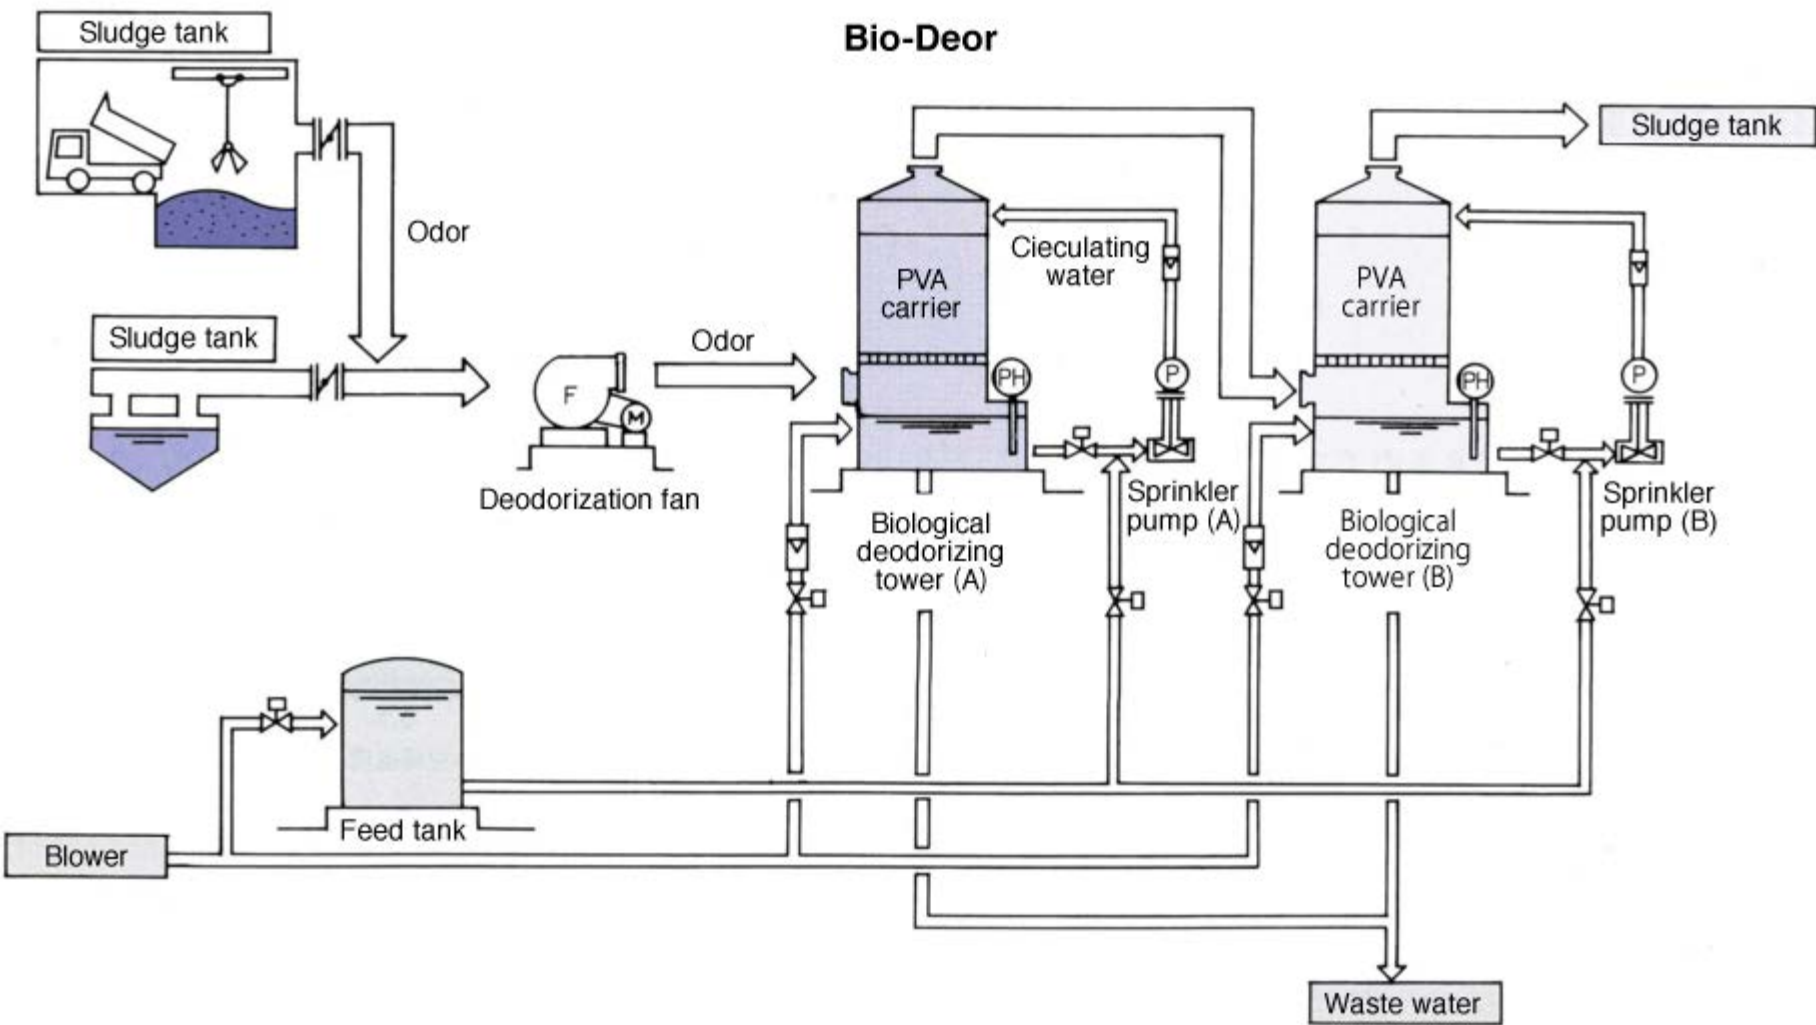 Sludge tank
Bio-Deor
Sludge tank
Odor
Cieculating
water
PVA
carrier
PVA
carrier
Sludge tank
Odor
F
M
PH
P
PH
P
Deodorization fan
Sprinkler
pump (A)
Sprinkler
pump (B)
Biological
deodorizing
tower (A)
Biological
deodorizing
tower (B)
Feed tank
Blower
Waste water